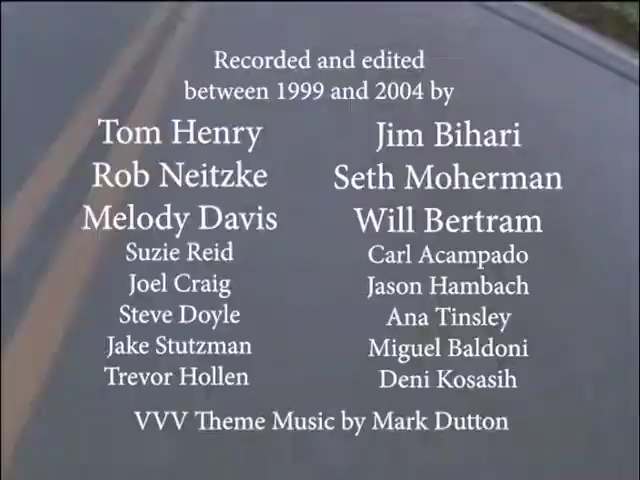 Recorded and edited
between 1999 and 2004 by
Tom Henry
Rob Neitzke
Melody Davis
Suzie Reid
Joel Craig
Steve Doyle
Jake Stutzman
Trevor Hollen
Jim Bihari
Seth Moherman
Will Bertram
Carl Acampado
Jason Hambach
Ana Tinsley
Miguel Baldoni
Deni Kosasih
VVV Theme Music by Mark Dutton